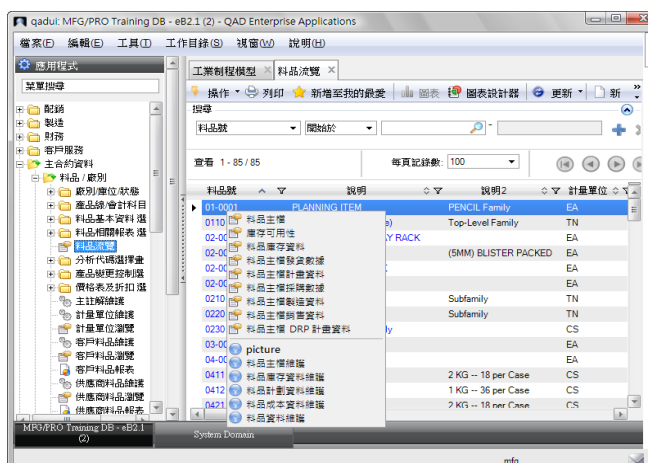 qadui: MFG/PRO Training DB - eB2.1 (2) - QAD Enterprise Applications
檔案(F) 編輯(E) 工具(T) 工作目錄(S) 視窗(W) 說明(H)
應用程式
菜單搜尋
配銷
製造
財務
客戶服務
主合約資料
料品 / 廠別
廠別/庫位/狀態
產品線/會計科目
料品基本資料 選
料品相關報表 選
料品流覽
分析代碼選擇畫
產品變更控制選
價格表及折扣 選
主註解維護
計量單位維護
計量單位瀏覽
客戶料品維護
客戶料品瀏覽
客戶料品報表
供應商料品維護
供應商料品瀏覽
供應商料品報表
工業制程模型 料品流覽
操作 列印 新增至我的最愛 圖表 圖表設計器 更新 新
搜尋
料品號 開始於
查看 1 - 85 / 85 每頁記錄數: 100
料品號 說明 說明2 計量單位
01-0001 PLANNING ITEM PENCIL Family EA
0110 Top-Level Family TN
02-00 Y RACK EA
02-00 (5MM) BLISTER PACKED EA
02-00 EA
02-00 EA
0210 Subfamily TN
0220 Subfamily TN
0230 ly CS
03-00 EA
04-00 EA
0411 2 KG -- 18 per Case CS
0412 1 KG -- 36 per Case CS
0421 2 KG -- 18 per Case CS
料品主檔
庫存可用性
料品庫存資料
料品主檔發貨數據
料品主檔計畫資料
料品主檔採購數據
料品主檔製造資料
料品主檔銷售資料
料品主檔 DRP 計畫資料
picture
料品主檔維護
料品庫存資料維護
料品計劃資料維護
料品成本資料維護
料品資料維護
MFG/PRO Training DB - eB2.1 (2)
System Domain
mfg